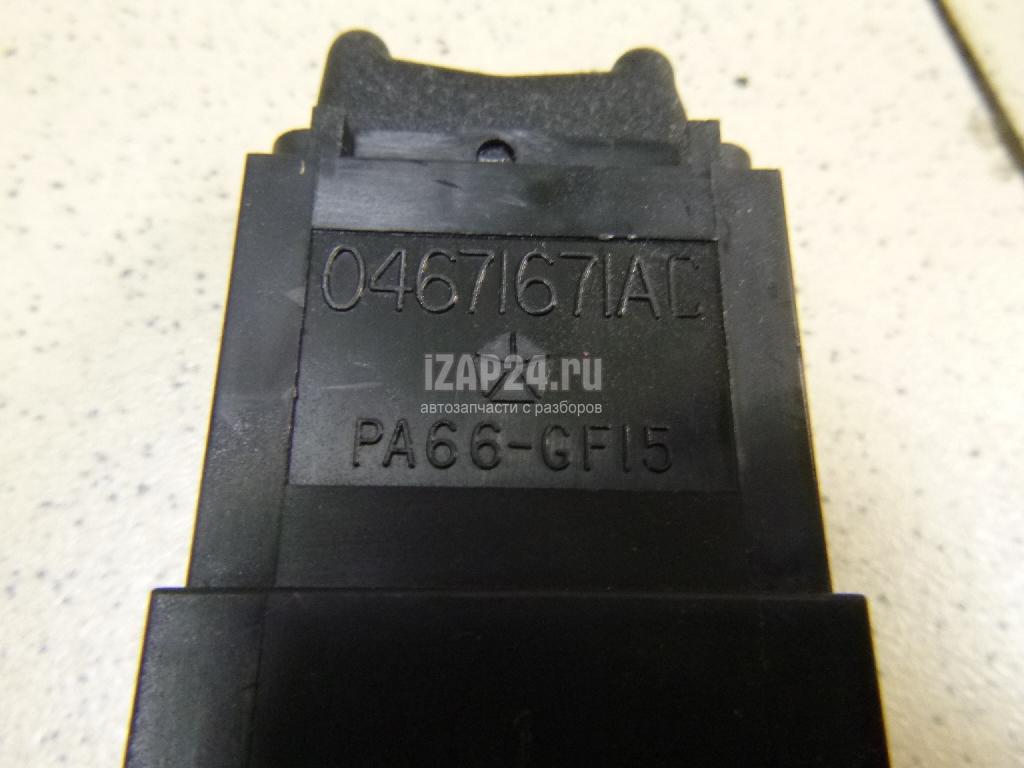 04671671AC
iZAP24.ru
автозапчасти с разборов
PA66-GF15